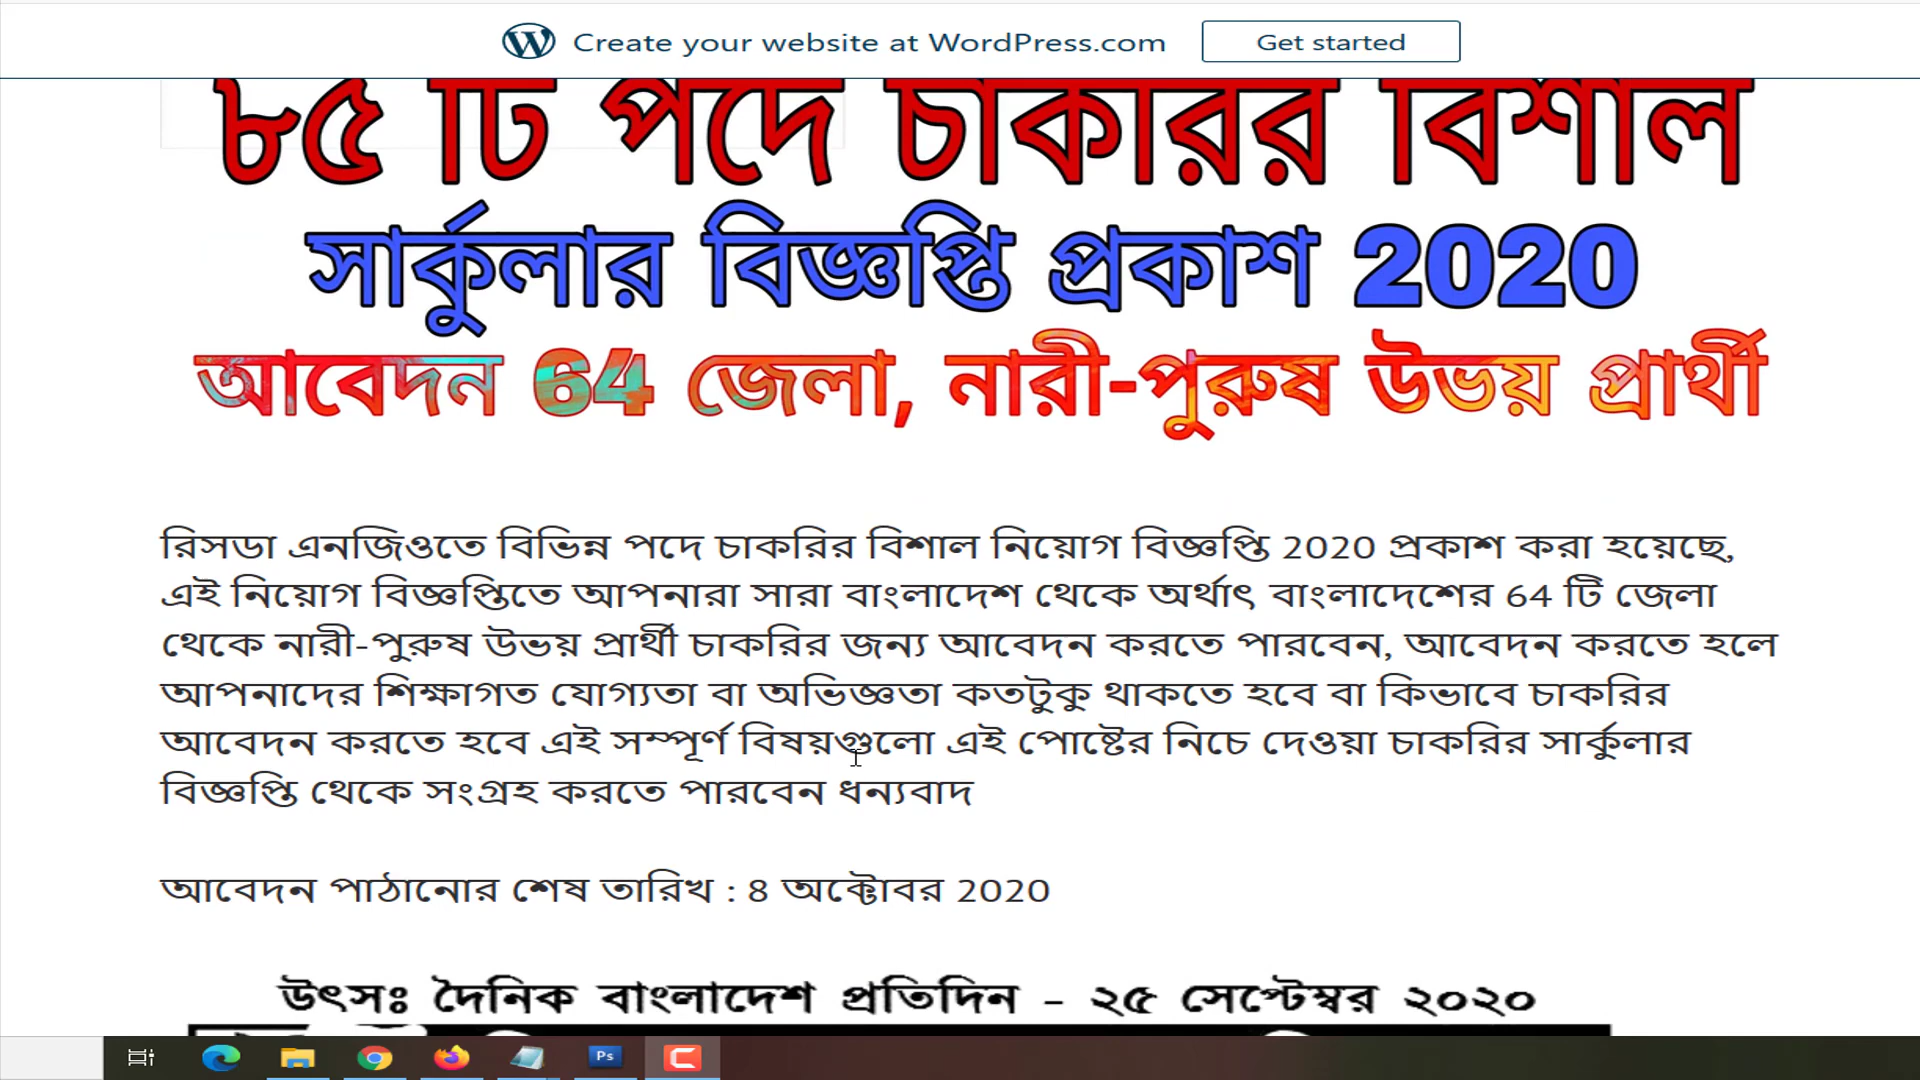 Create your website at WordPress.com
Get started
৮৫ টি পদে চাকরির বিশাল
সার্কুলার বিজ্ঞপ্তি প্রকাশ 2020
আবেদন 64 জেলা, নারী-পুরুষ উভয় প্রার্থী
রিসডা এনজিওতে বিভিন্ন পদে চাকরির বিশাল নিয়োগ বিজ্ঞপ্তি 2020 প্রকাশ করা হয়েছে,
এই নিয়োগ বিজ্ঞপ্তিতে আপনারা সারা বাংলাদেশ থেকে অর্থাৎ বাংলাদেশের 64 টি জেলা
থেকে নারী-পুরুষ উভয় প্রার্থী চাকরির জন্য আবেদন করতে পারবেন, আবেদন করতে হলে
আপনাদের শিক্ষাগত যোগ্যতা বা অভিজ্ঞতা কতটুকু থাকতে হবে বা কিভাবে চাকরির
আবেদন করতে হবে এই সম্পূর্ণ বিষয়গুলো এই পোষ্টের নিচে দেওয়া চাকরির সার্কুলার
বিজ্ঞপ্তি থেকে সংগ্রহ করতে পারবেন ধন্যবাদ
আবেদন পাঠানোর শেষ তারিখ : 8 অক্টোবর 2020
উৎসঃ দৈনিক বাংলাদেশ প্রতিদিন - ২৫ সেপ্টেম্বর ২০২০
Ps